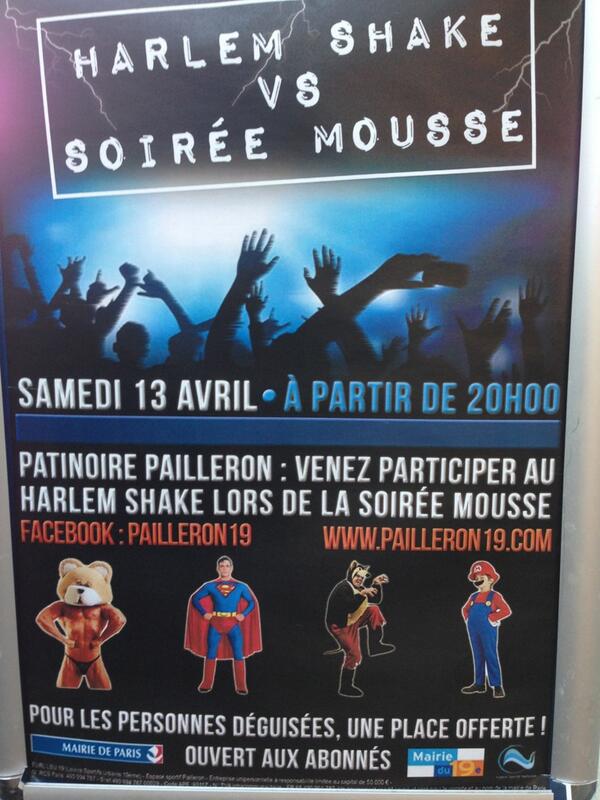 HARLEM SHAKE
VS
SOIRÉE MOUSSE
SAMEDI 13 AVRIL • À PARTIR DE 20H00
PATINOIRE PAILLERON : VENEZ PARTICIPER AU
HARLEM SHAKE LORS DE LA SOIRÉE MOUSSE
FACEBOOK : PAILLERON19 WWW.PAILLERON19.COM
POUR LES PERSONNES DÉGUISÉES, UNE PLACE OFFERTE !
MAIRIE DE PARIS OUVERT AUX ABONNÉS Mairie
du 19e